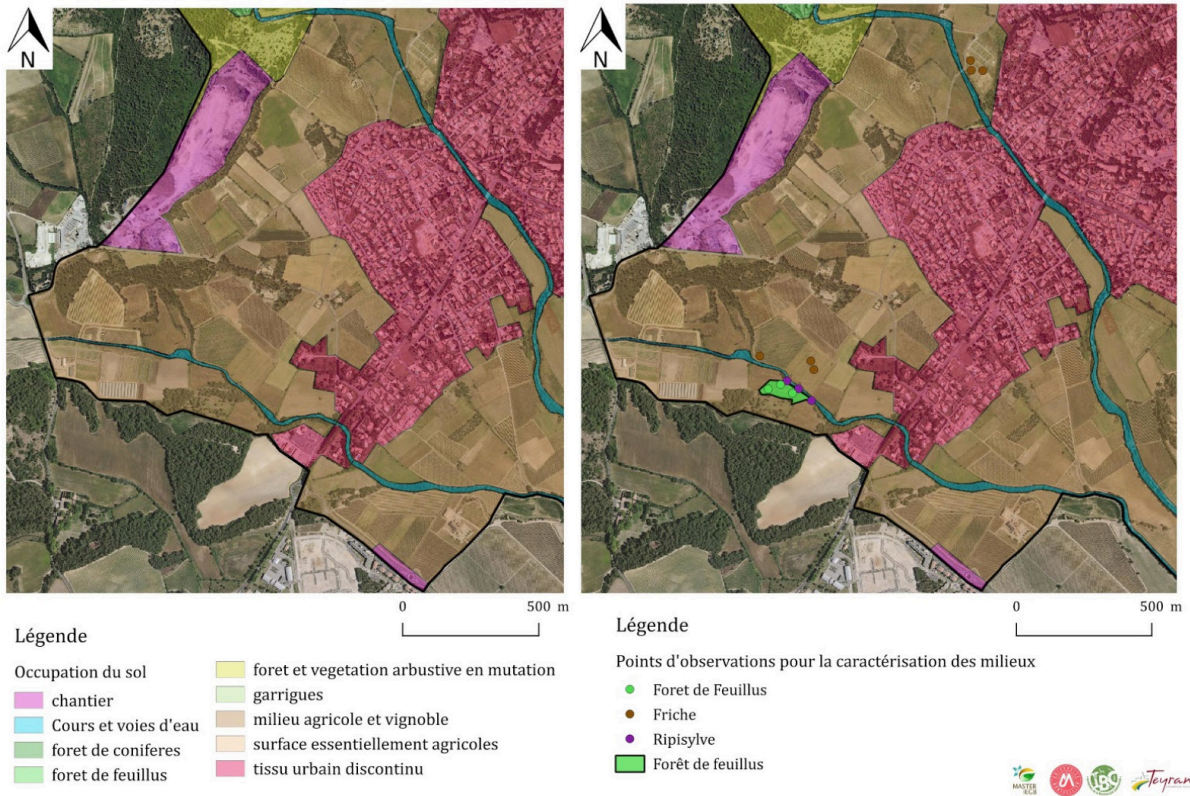 N
N
0 500 m
Légende
Occupation du sol
chantier
Cours et voies d'eau
foret de coniferes
foret de feuillus
foret et vegetation arbustive en mutation
garrigues
milieu agricole et vignoble
surface essentiellement agricoles
tissu urbain discontinu
0 500 m
Légende
Points d'observations pour la caractérisation des milieux
Foret de Feuillus
Friche
Ripisylve
Forêt de feuillus
MASTER
Teyran